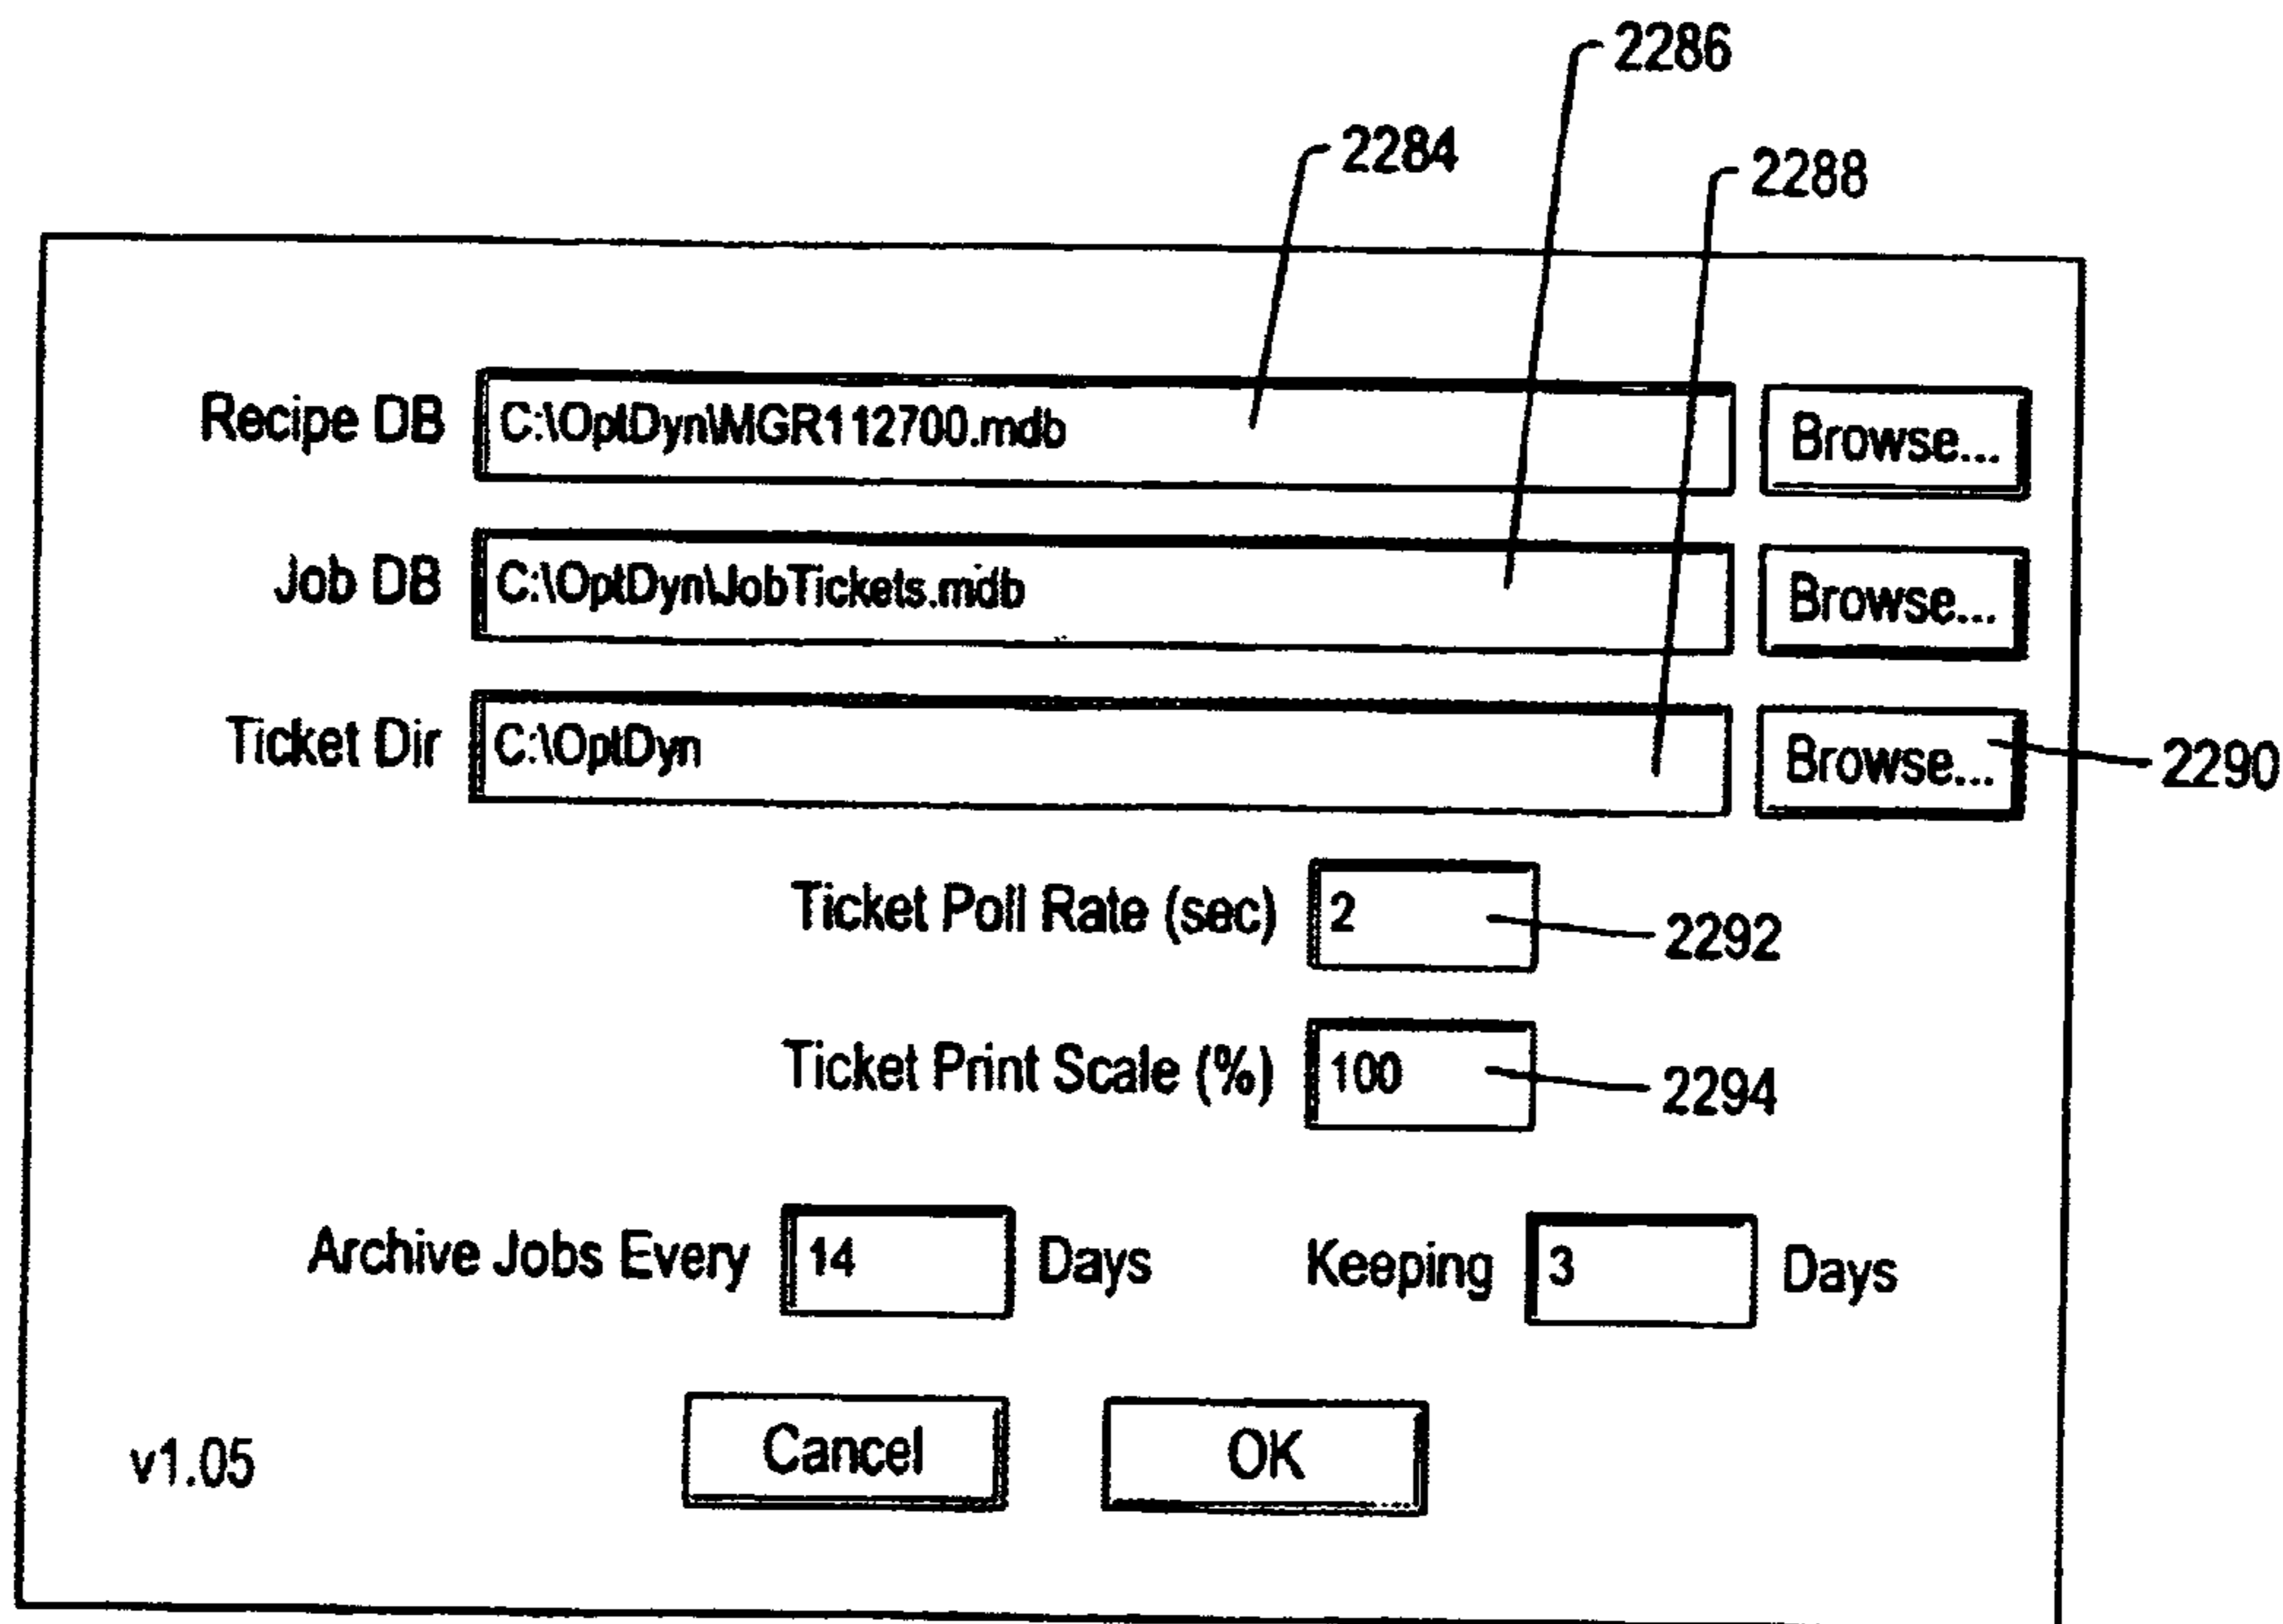 2286
2284
2288
Recipe DB C:\OptDyn\MGR112700.mdb Browse...
Job DB C:\OptDyn\JobTickets.mdb Browse...
Ticket Dir C:\OptDyn Browse... 2290
Ticket Poll Rate (sec) 2 2292
Ticket Print Scale (%) 100 2294
Archive Jobs Every 14 Days Keeping 3 Days
v1.05 Cancel OK